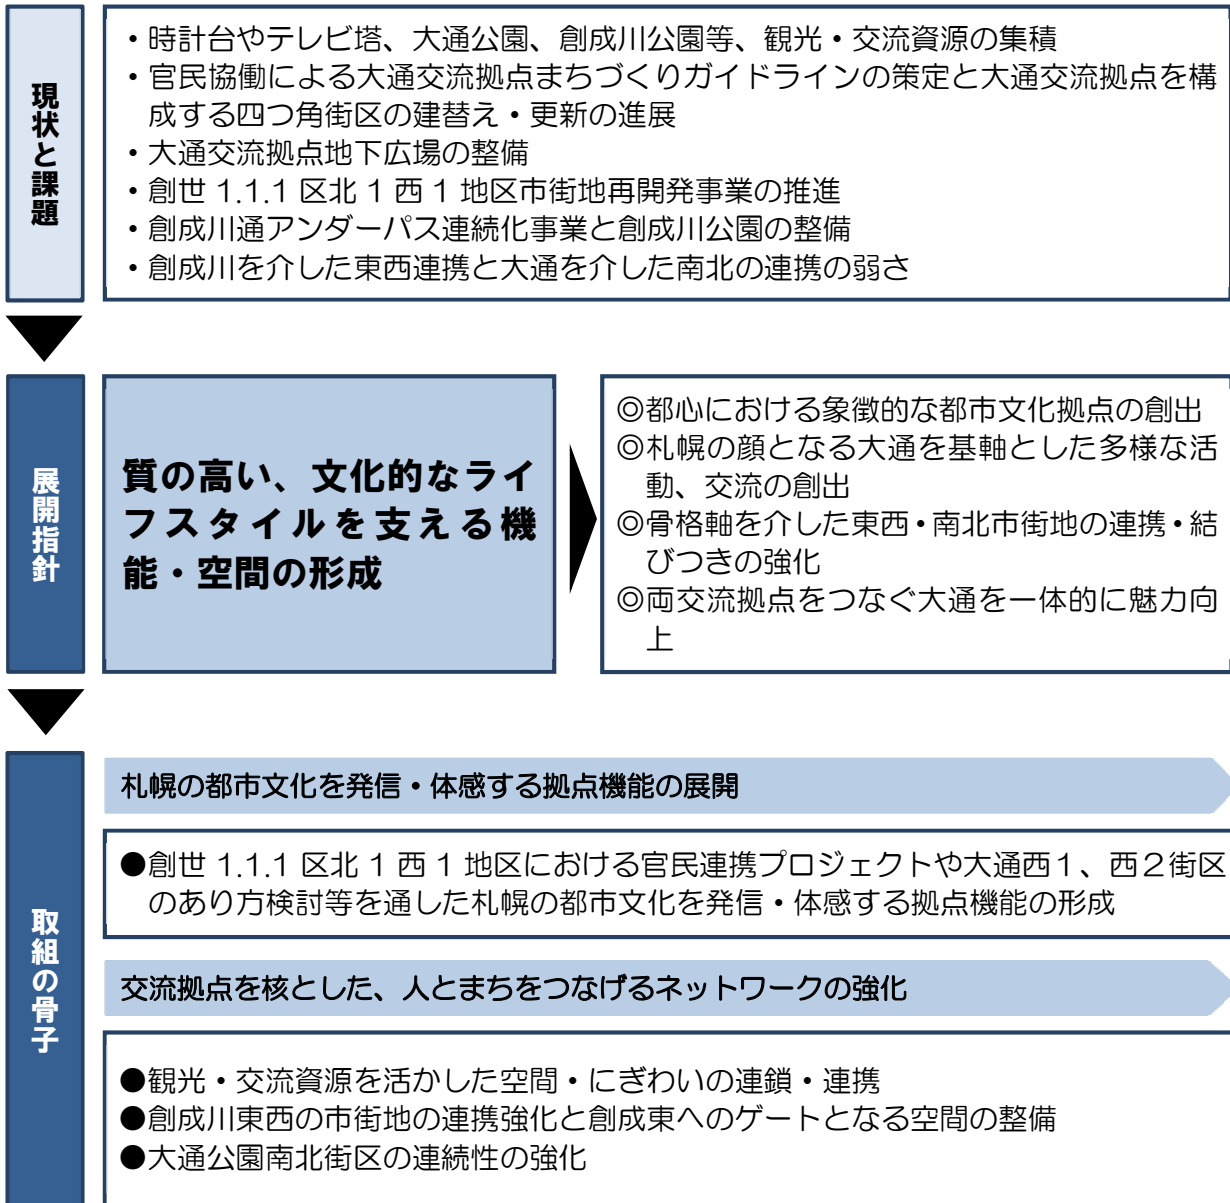 現状と課題
・時計台やテレビ塔、大通公園、創成川公園等、観光・交流資源の集積
・官民協働による大通交流拠点まちづくりガイドラインの策定と大通交流拠点を構
成する四つ角街区の建替え・更新の進展
・大通交流拠点地下広場の整備
・創世 1.1.1 区北 1 西 1 地区市街地再開発事業の推進
・創成川通アンダーパス連続化事業と創成川公園の整備
・創成川を介した東西連携と大通を介した南北の連携の弱さ
展開指針
質の高い、文化的なライ
フスタイルを支える機
能・空間の形成
◎都心における象徴的な都市文化拠点の創出
◎札幌の顔となる大通を基軸とした多様な活
動、交流の創出
◎骨格軸を介した東西・南北市街地の連携・結
びつきの強化
◎両交流拠点をつなぐ大通を一体的に魅力向
上
取組の骨子
札幌の都市文化を発信・体感する拠点機能の展開
●創世 1.1.1 区北 1 西 1 地区における官民連携プロジェクトや大通西１、西２街区
のあり方検討等を通した札幌の都市文化を発信・体感する拠点機能の形成
交流拠点を核とした、人とまちをつなげるネットワークの強化
●観光・交流資源を活かした空間・にぎわいの連鎖・連携
●創成川東西の市街地の連携強化と創成東へのゲートとなる空間の整備
●大通公園南北街区の連続性の強化